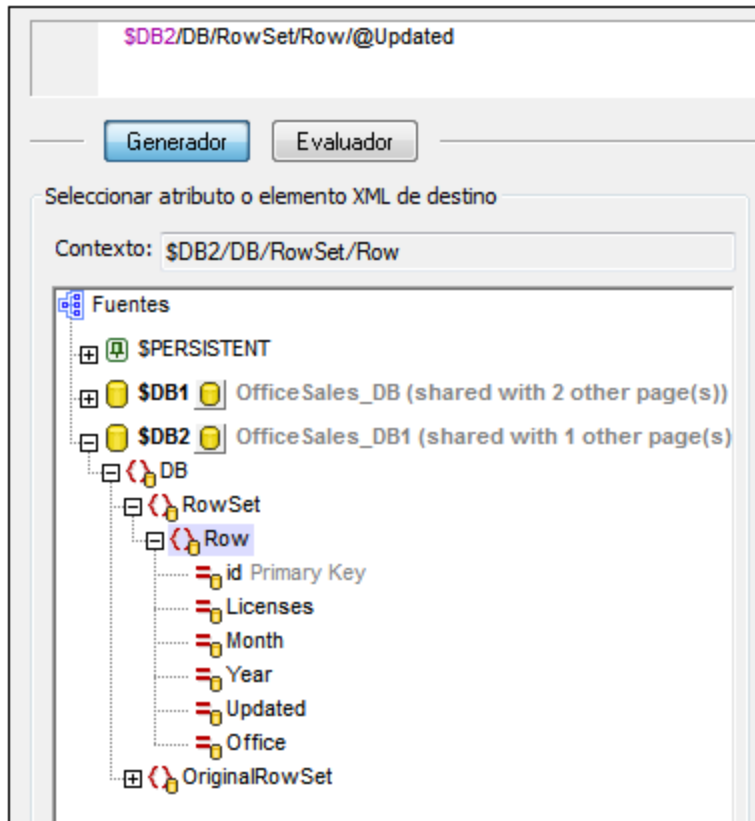 $DB2/DB/RowSet/Row/@Updated
Generador Evaluador
Seleccionar atributo o elemento XML de destino
Contexto: $DB2/DB/RowSet/Row
Fuentes
$PERSISTENT
$DB1 OfficeSales_DB (shared with 2 other page(s))
$DB2 OfficeSales_DB1 (shared with 1 other page(s)
DB
RowSet
Row
id Primary Key
Licenses
Month
Year
Updated
Office
OriginalRowSet